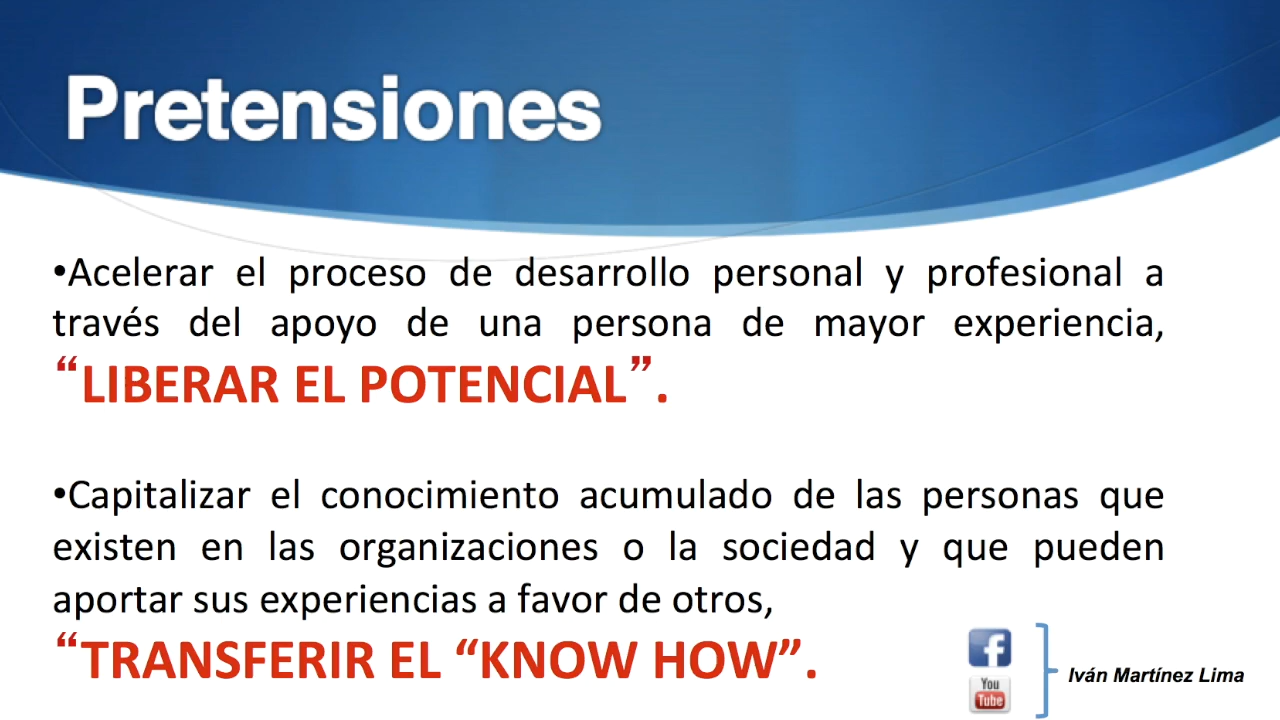 Pretensiones
•Acelerar el proceso de desarrollo personal y profesional a
través del apoyo de una persona de mayor experiencia,
“LIBERAR EL POTENCIAL”.
•Capitalizar el conocimiento acumulado de las personas que
existen en las organizaciones o la sociedad y que pueden
aportar sus experiencias a favor de otros,
“TRANSFERIR EL “KNOW HOW”.
f
You
Tube
Iván Martínez Lima